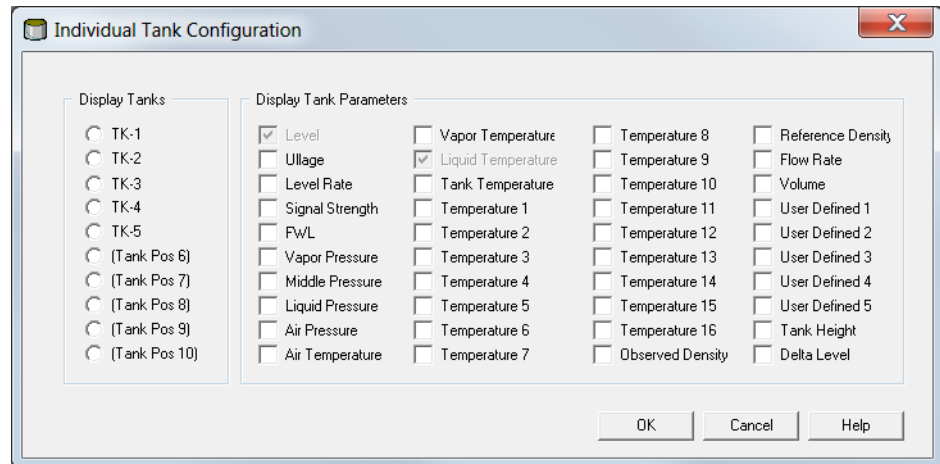 Individual Tank Configuration
X
Display Tanks
TK-1
TK-2
TK-3
TK-4
TK-5
(Tank Pos 6)
(Tank Pos 7)
(Tank Pos 8)
(Tank Pos 9)
(Tank Pos 10)
Display Tank Parameters
Level
Ullage
Level Rate
Signal Strength
FWL
Vapor Pressure
Middle Pressure
Liquid Pressure
Air Pressure
Air Temperature
Vapor Temperature
Liquid Temperature
Tank Temperature
Temperature 1
Temperature 2
Temperature 3
Temperature 4
Temperature 5
Temperature 6
Temperature 7
Temperature 8
Temperature 9
Temperature 10
Temperature 11
Temperature 12
Temperature 13
Temperature 14
Temperature 15
Temperature 16
Observed Density
Reference Density
Flow Rate
Volume
User Defined 1
User Defined 2
User Defined 3
User Defined 4
User Defined 5
Tank Height
Delta Level
OK
Cancel
Help